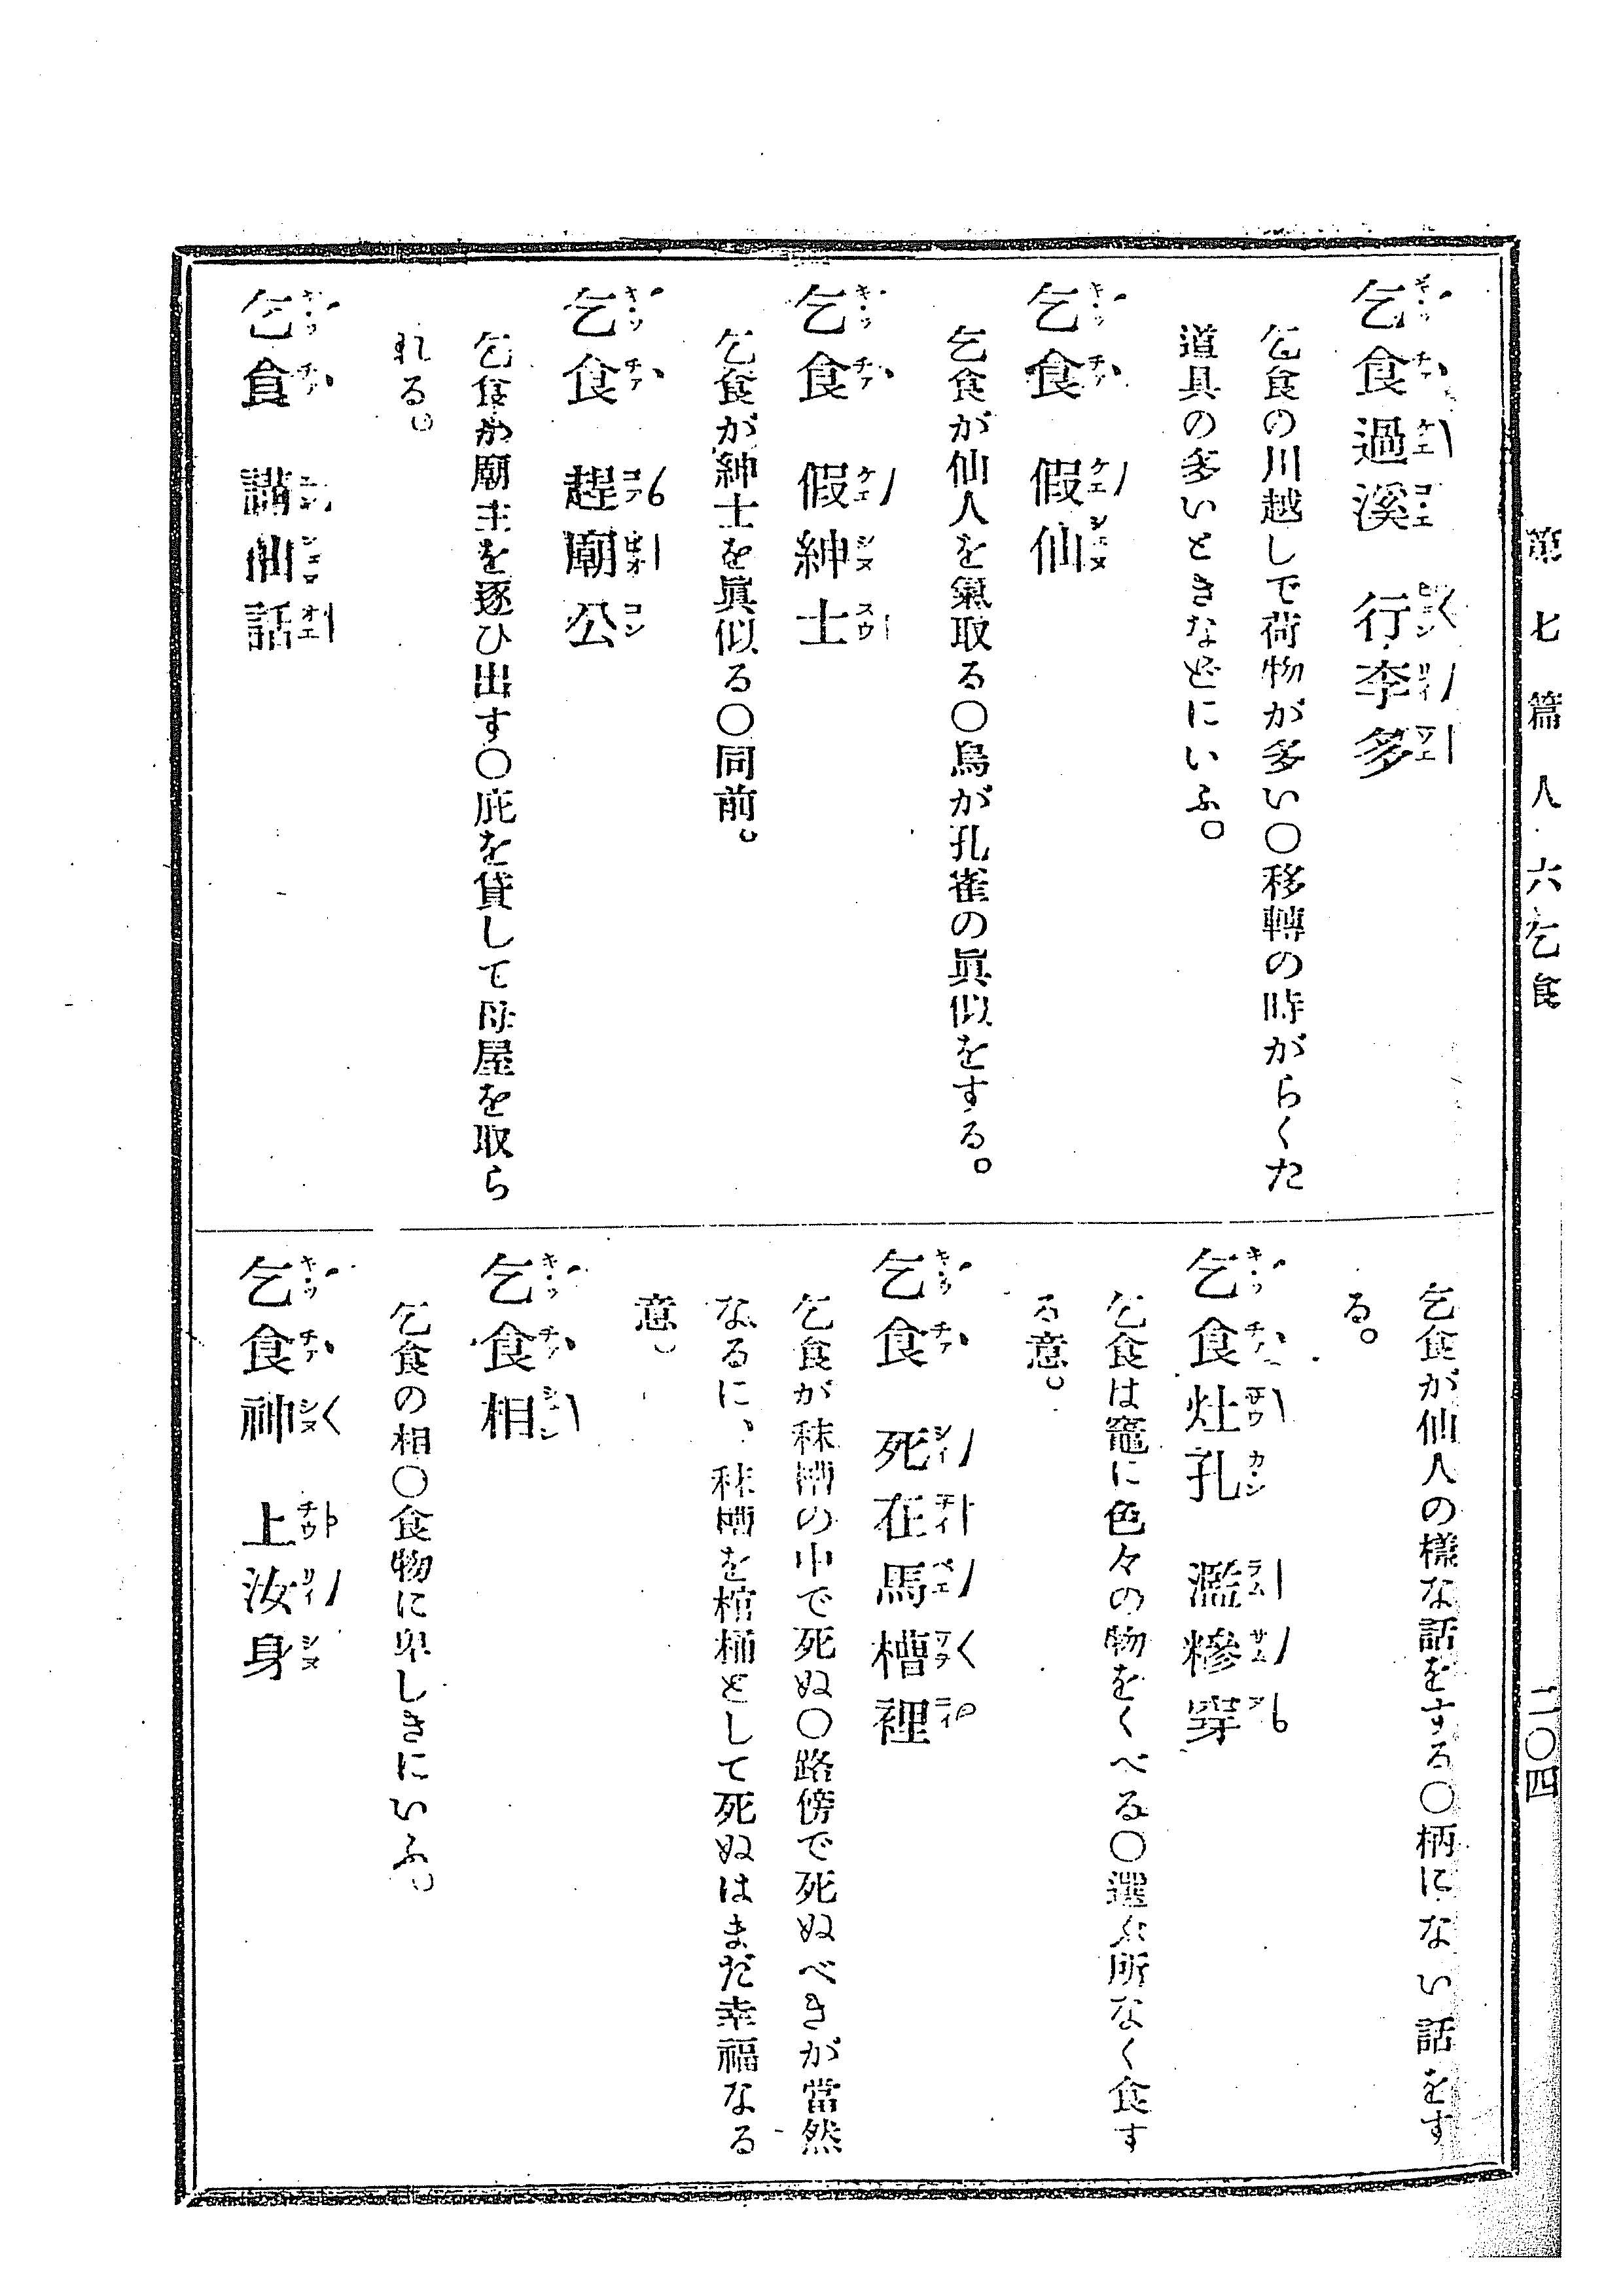 第七篇 人 六乞食
二〇四
乞食過溪 行李多
乞食の川越しで荷物が多い〇移轉の時がらくた
道具の多いときなどにいふ。
乞食 假仙
乞食が仙人を氣取る〇鳥が孔雀の眞似をする。
乞食 假紳士
乞食が紳士を眞似る〇同前。
乞食 趕廟公
乞食が廟主を逐ひ出す〇庇を貸して母屋を取ら
れる。
乞食 講仙話
乞食が仙人の樣な話をする〇柄にない話をす
る。
乞食灶孔 濫糝穿
乞食は竈に色々の物をくべる〇選ぶ所なく食す
る意。
乞食 死在馬槽裡
乞食が秣槽の中で死ぬ〇路傍で死ぬべきが當然
なるに、秣槽を棺桶として死ぬはまだ幸福なる
意。
乞食相
乞食の相〇食物に卑しきにいふ。
乞食神 上汝身